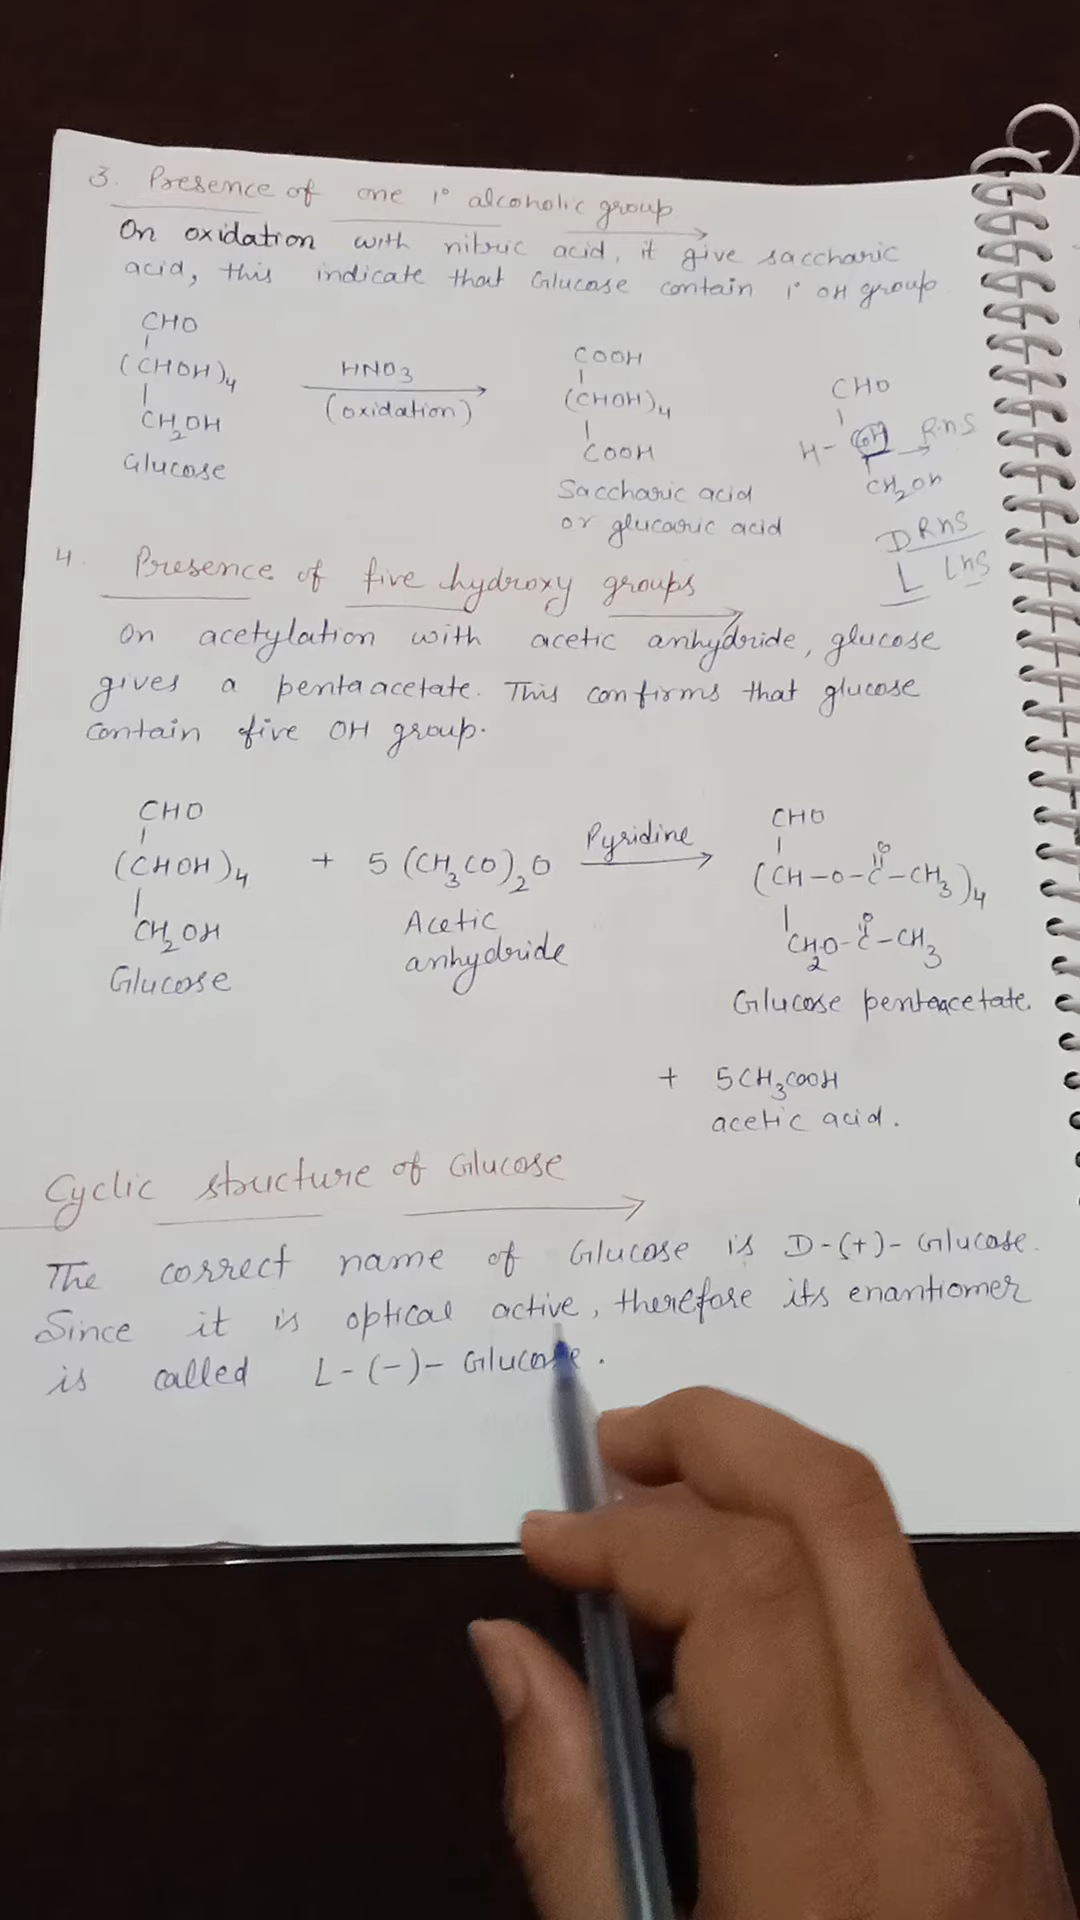 3. Presence of one 1° alcoholic group
On oxidation with nitric acid, it give saccharic
acid, this indicate that Glucose contain 1° OH group
CHO
(CHOH)4
CH2OH
Glucose
HNO3
(oxidation)
COOH
(CHOH)4
COOH
Saccharic acid
or glucaric acid
CHO
H- OH → RnS
CH2OH
D RnS
L LnS
4. Presence of five hydroxy groups
On acetylation with acetic anhydride, glucose
gives a pentaacetate. This confirms that glucose
contain five OH group.
CHO
(CHOH)4
CH2OH
Glucose
+ 5 (CH3CO)2O
Acetic
anhydride
Pyridine
CHO
(CH-O-C-CH3)4
O
CH2O-C-CH3
O
Glucose pentaacetate.
+ 5CH3COOH
acetic acid.
Cyclic structure of Glucose
The correct name of Glucose is D-(+)-Glucose.
Since it is optical active, therefore its enantiomer
is called L-(-)-Glucose.